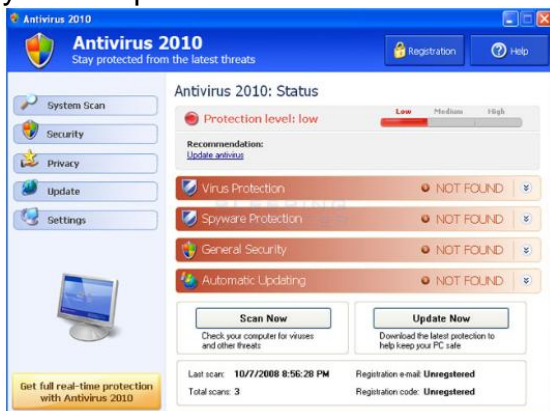 Antivirus 2010
Antivirus 2010
Stay protected from the latest threats
Registration
Help
System Scan
Security
Privacy
Update
Settings
Get full real-time protection
with Antivirus 2010
Antivirus 2010: Status
Protection level: low
Low Medium High
Recommendation:
Update antivirus
Virus Protection NOT FOUND
Spyware Protection NOT FOUND
General Security NOT FOUND
Automatic Updating NOT FOUND
Scan Now
Check your computer for viruses
and other threats
Update Now
Download the latest protection to
help keep your PC safe
Last scan: 10/7/2008 8:56:28 PM
Total scans: 3
Registration e-mail: Unregstered
Registration code: Unregstered